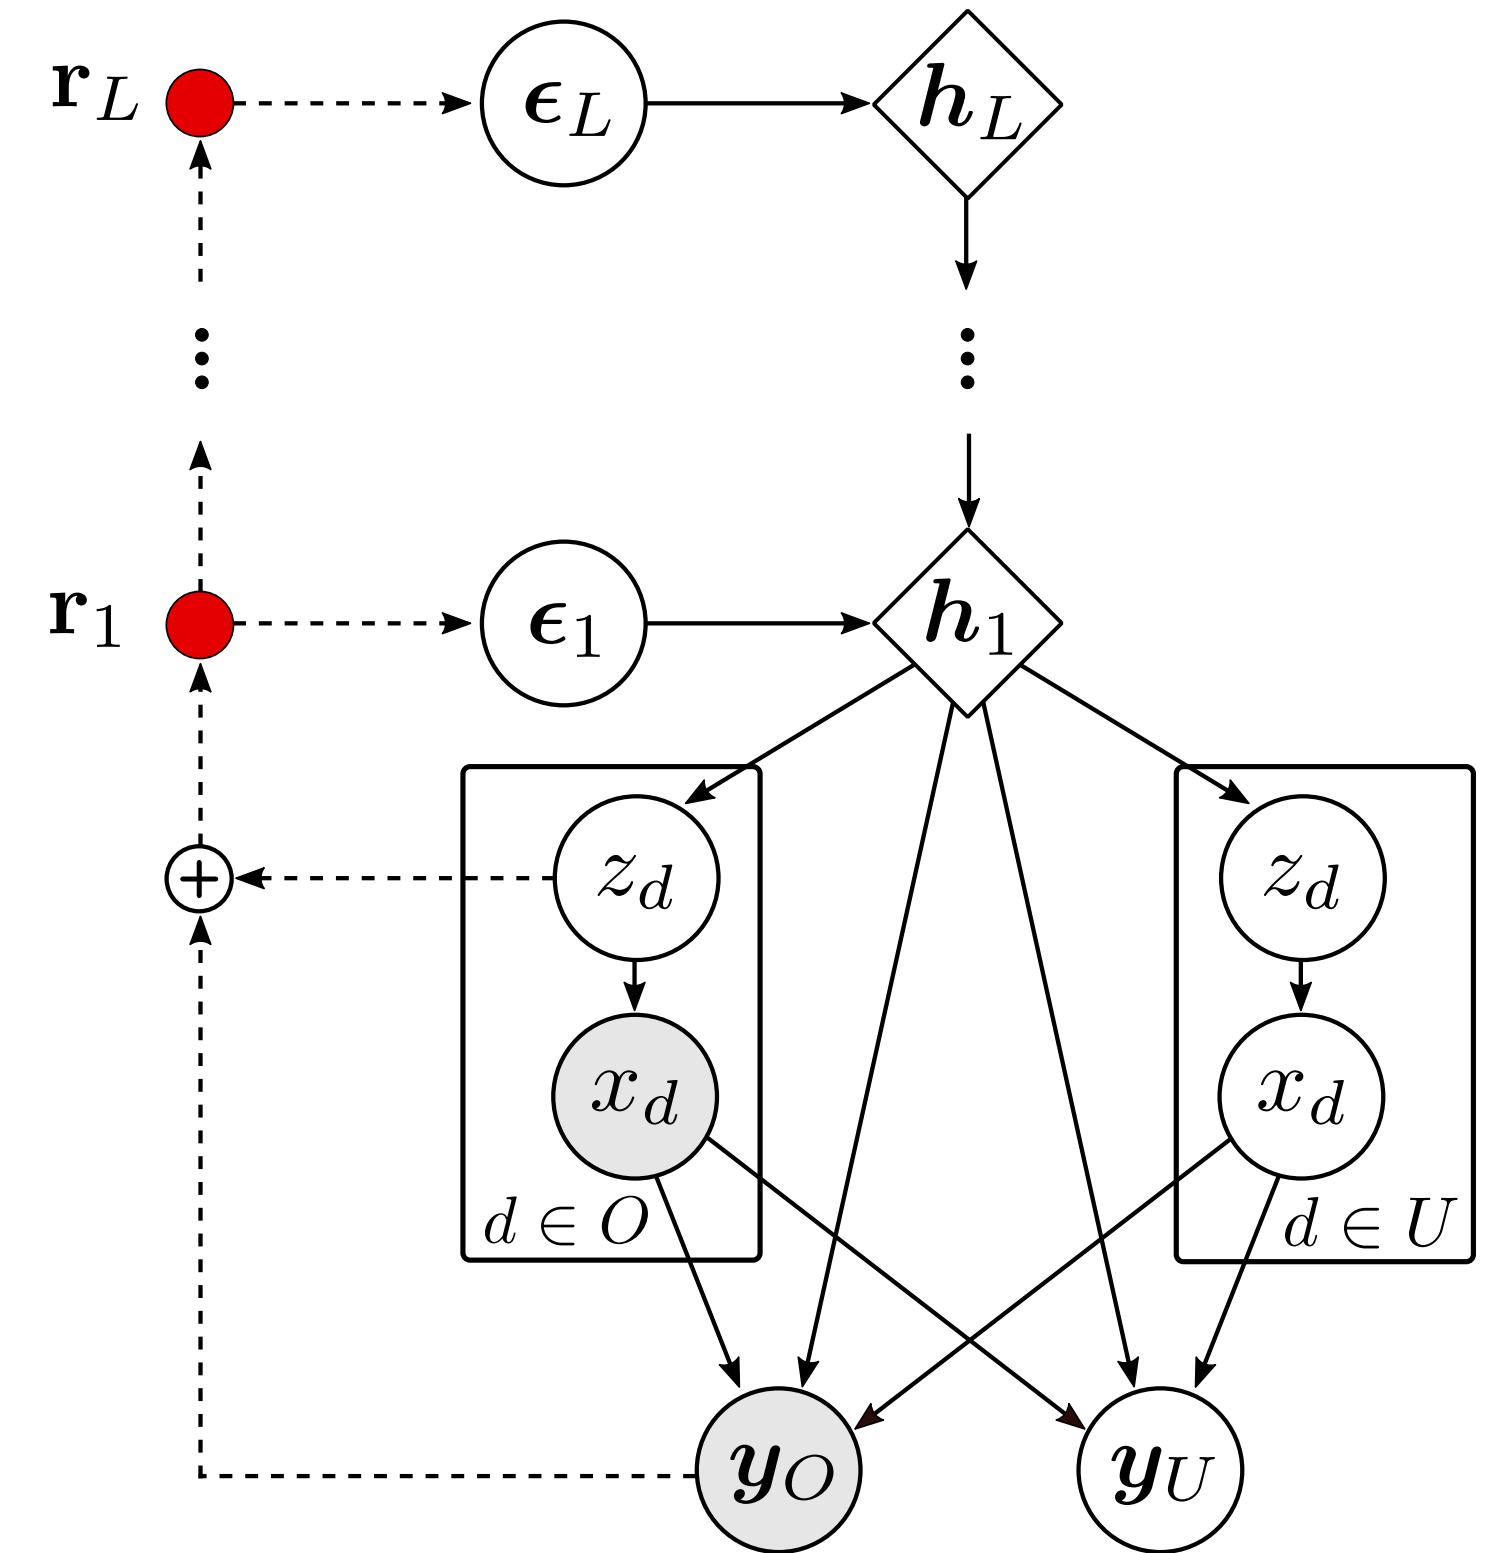 r_L ϵ_L h_L
r_1 ϵ_1 h_1
z_d z_d
+
x_d x_d
d ∈ O d ∈ U
y_O y_U